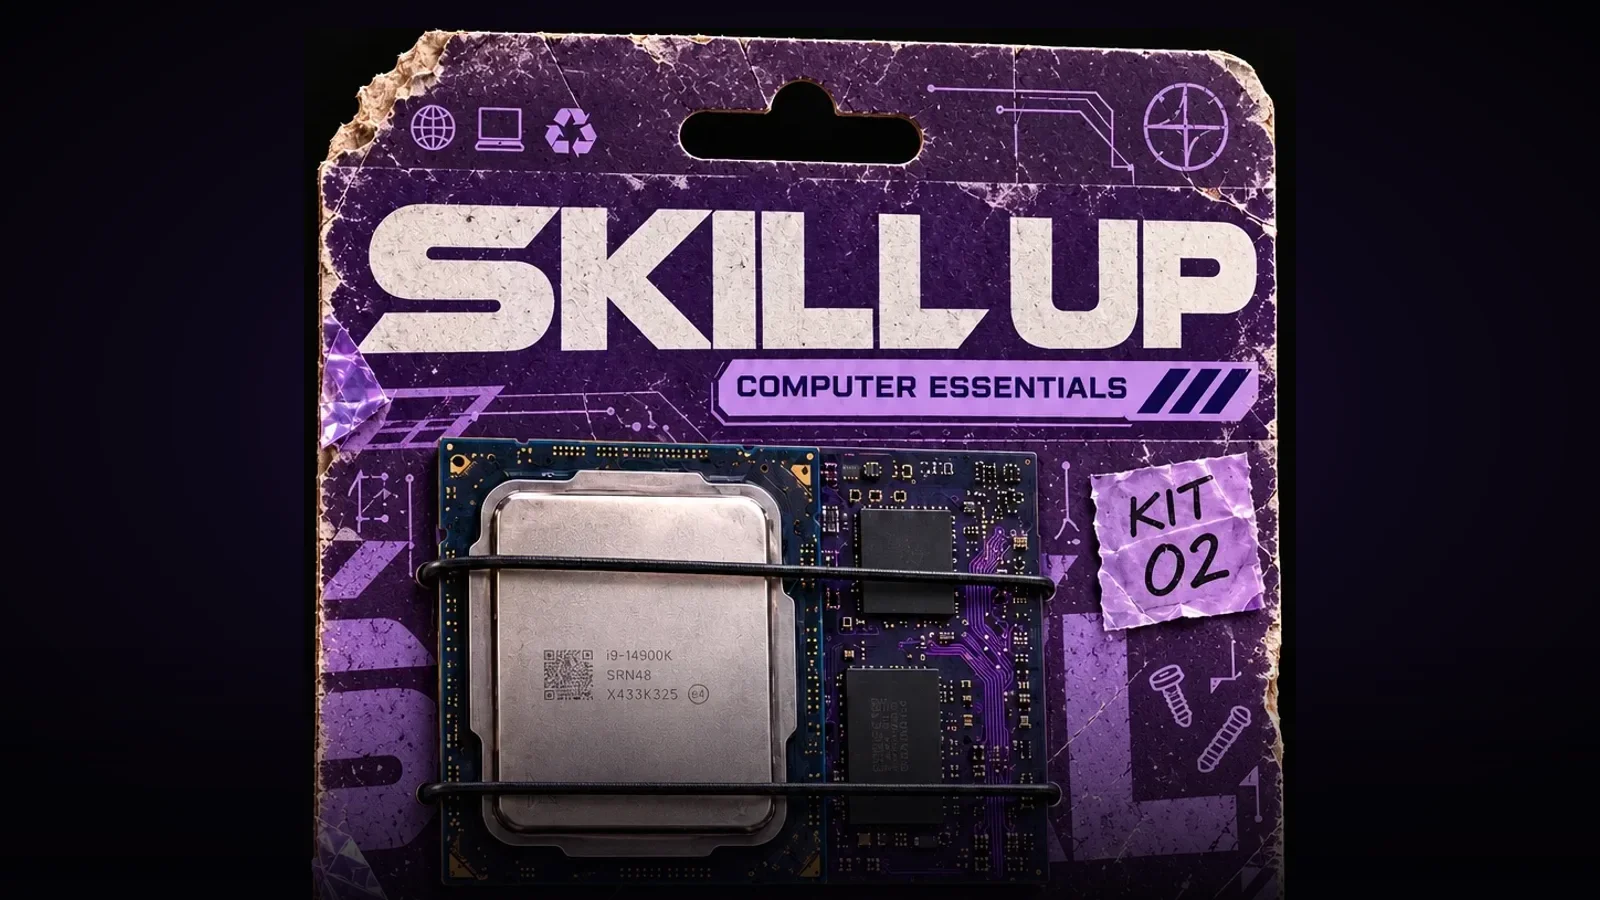 SKILL UP
COMPUTER ESSENTIALS
KIT
02
i9-14900K
SRN48
X433K325 e4